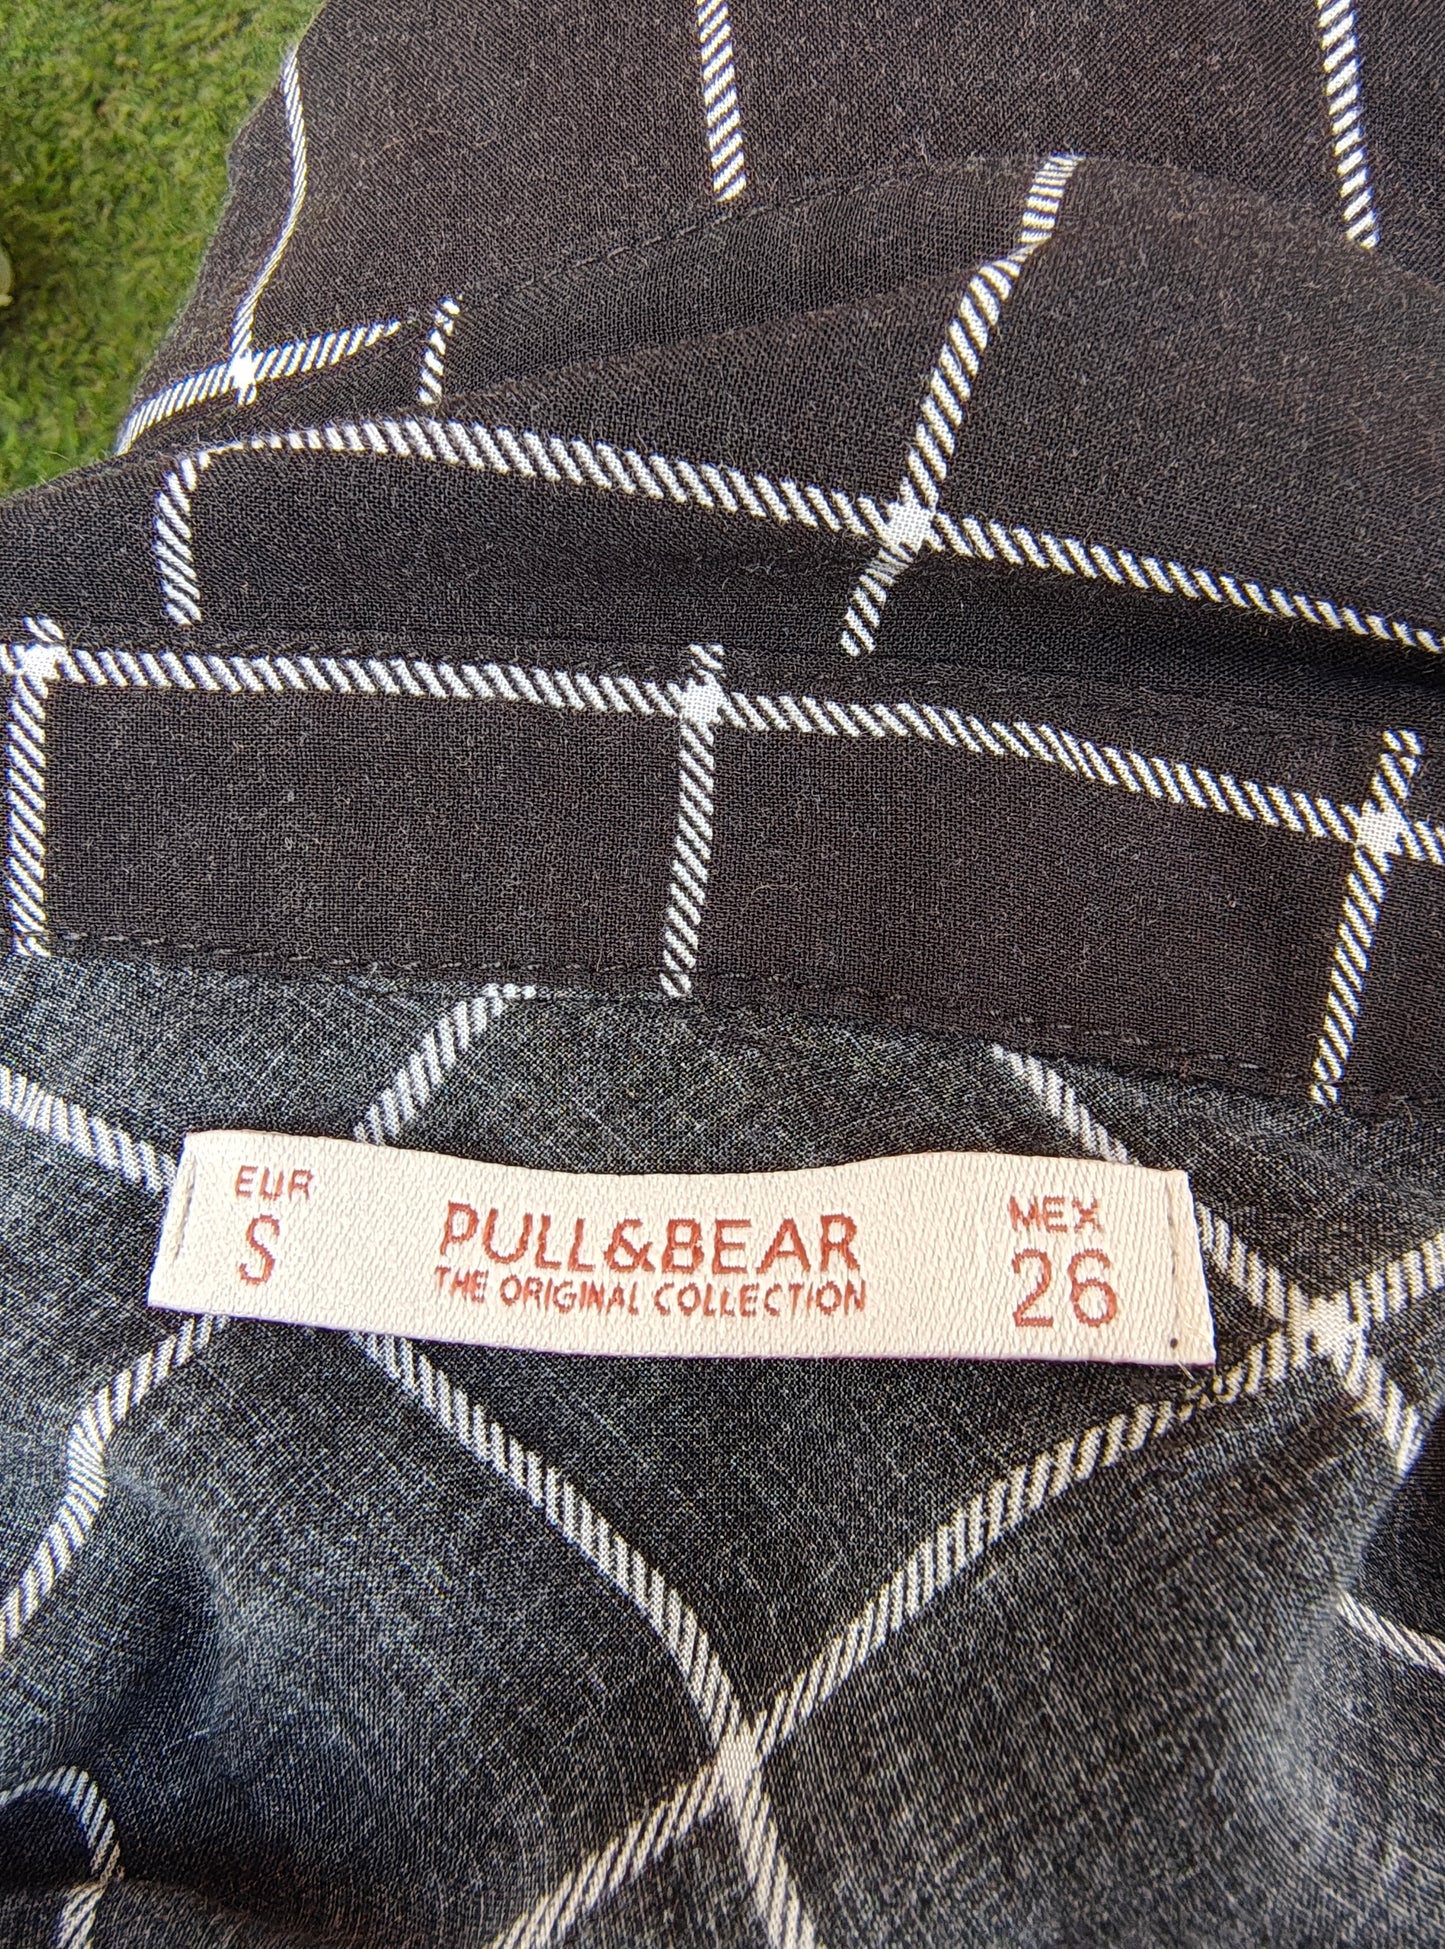 EUR
S
PULL&BEAR
THE ORIGINAL COLLECTION
MEX
26